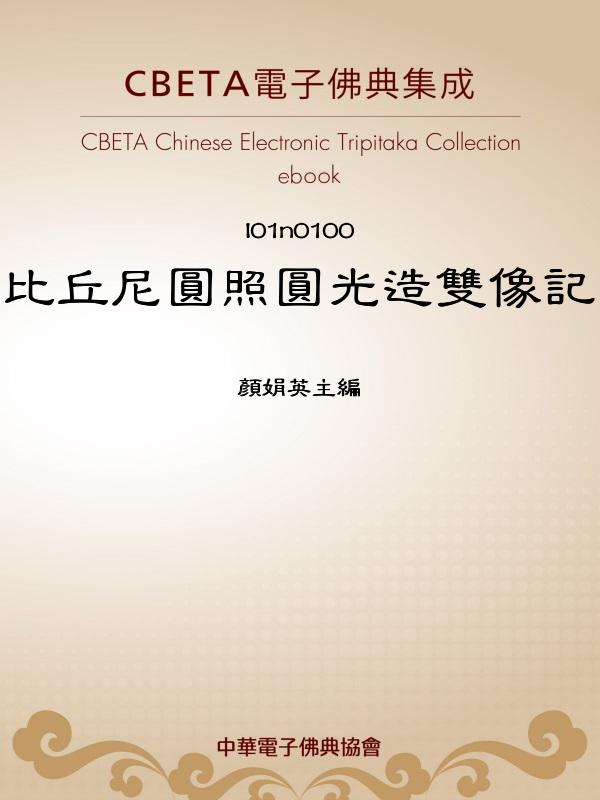 CBETA電子佛典集成
CBETA Chinese Electronic Tripitaka Collection
ebook
I01n0100
比丘尼圓照圓光造雙像記
顏娟英主編
中華電子佛典協會